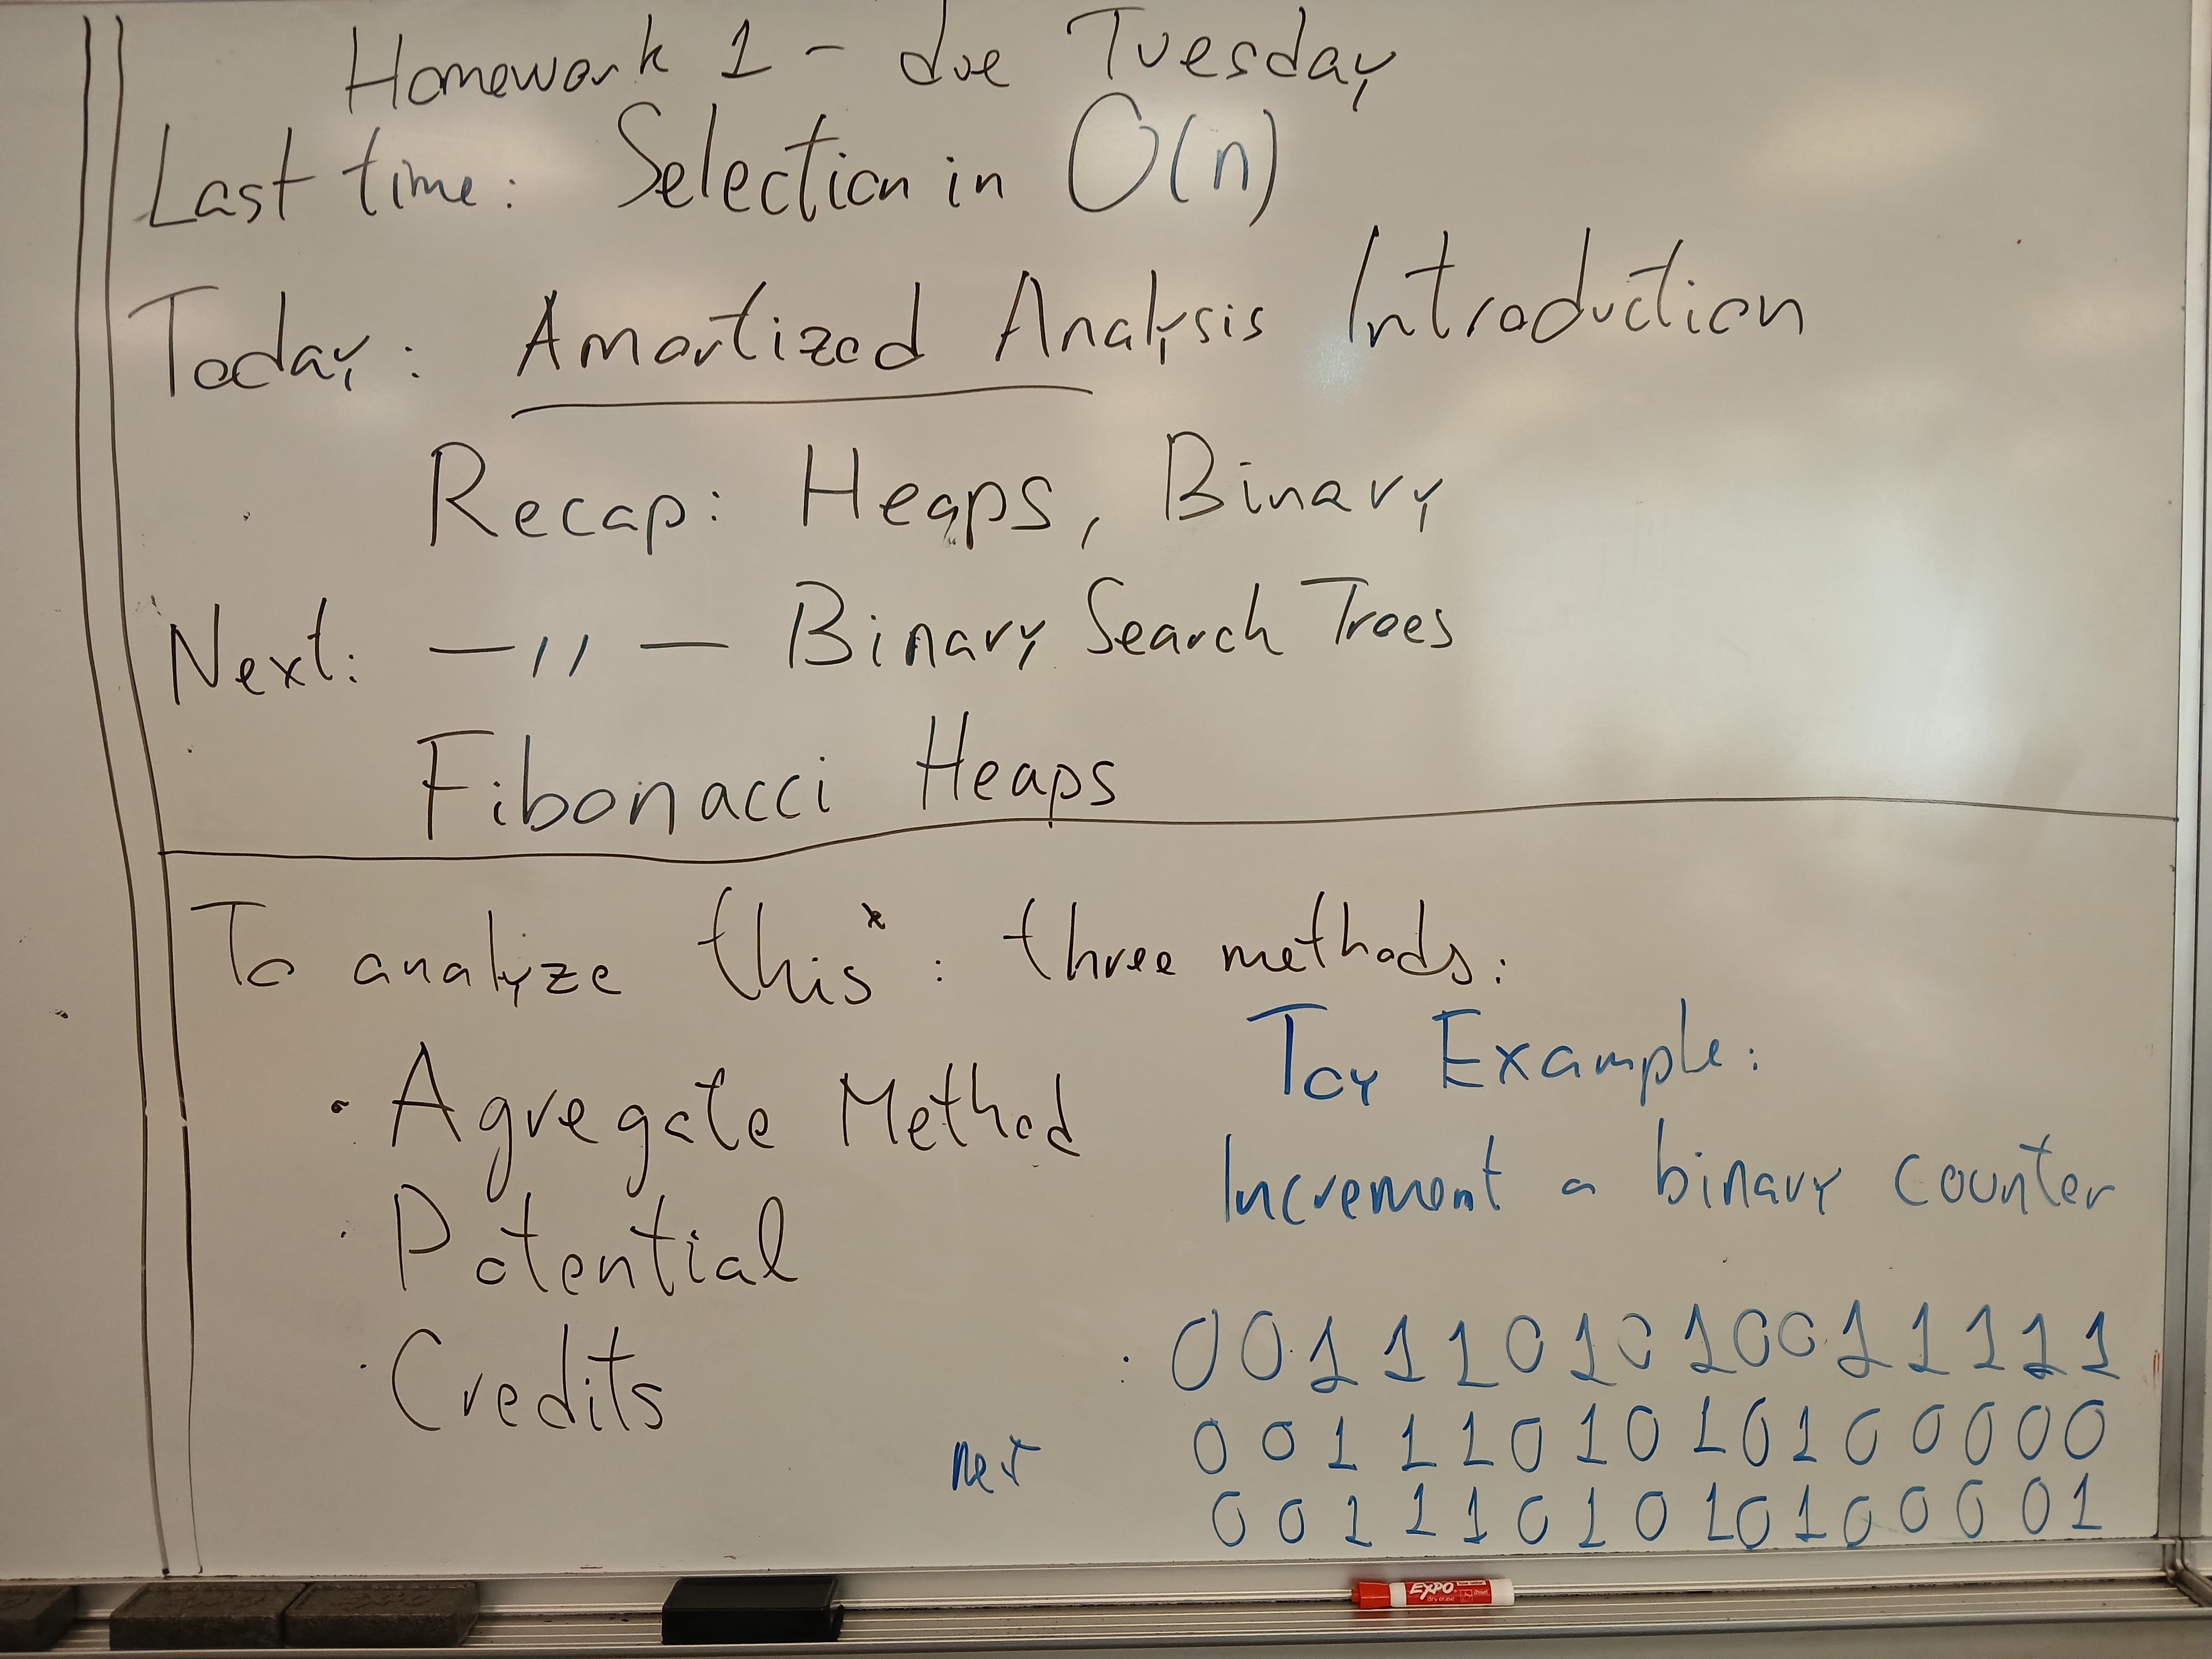 Homework 1 - due Tuesday
Last time: Selection in O(n)
Today: Amortized Analysis Introduction
Recap: Heaps, Binary
Next: —〃— Binary Search Trees
Fibonacci Heaps
To analyze this*: three methods:
• Agregate Method
• Potential
• Credits
Toy Example:
Increment a binary counter
: 0 0 1 1 1 0 1 0 1 0 0 1 1 1 1 1
0 0 1 1 1 0 1 0 1 0 1 0 0 0 0 0
0 0 1 1 1 0 1 0 1 0 1 0 0 0 0 1
EXPO
dry erase